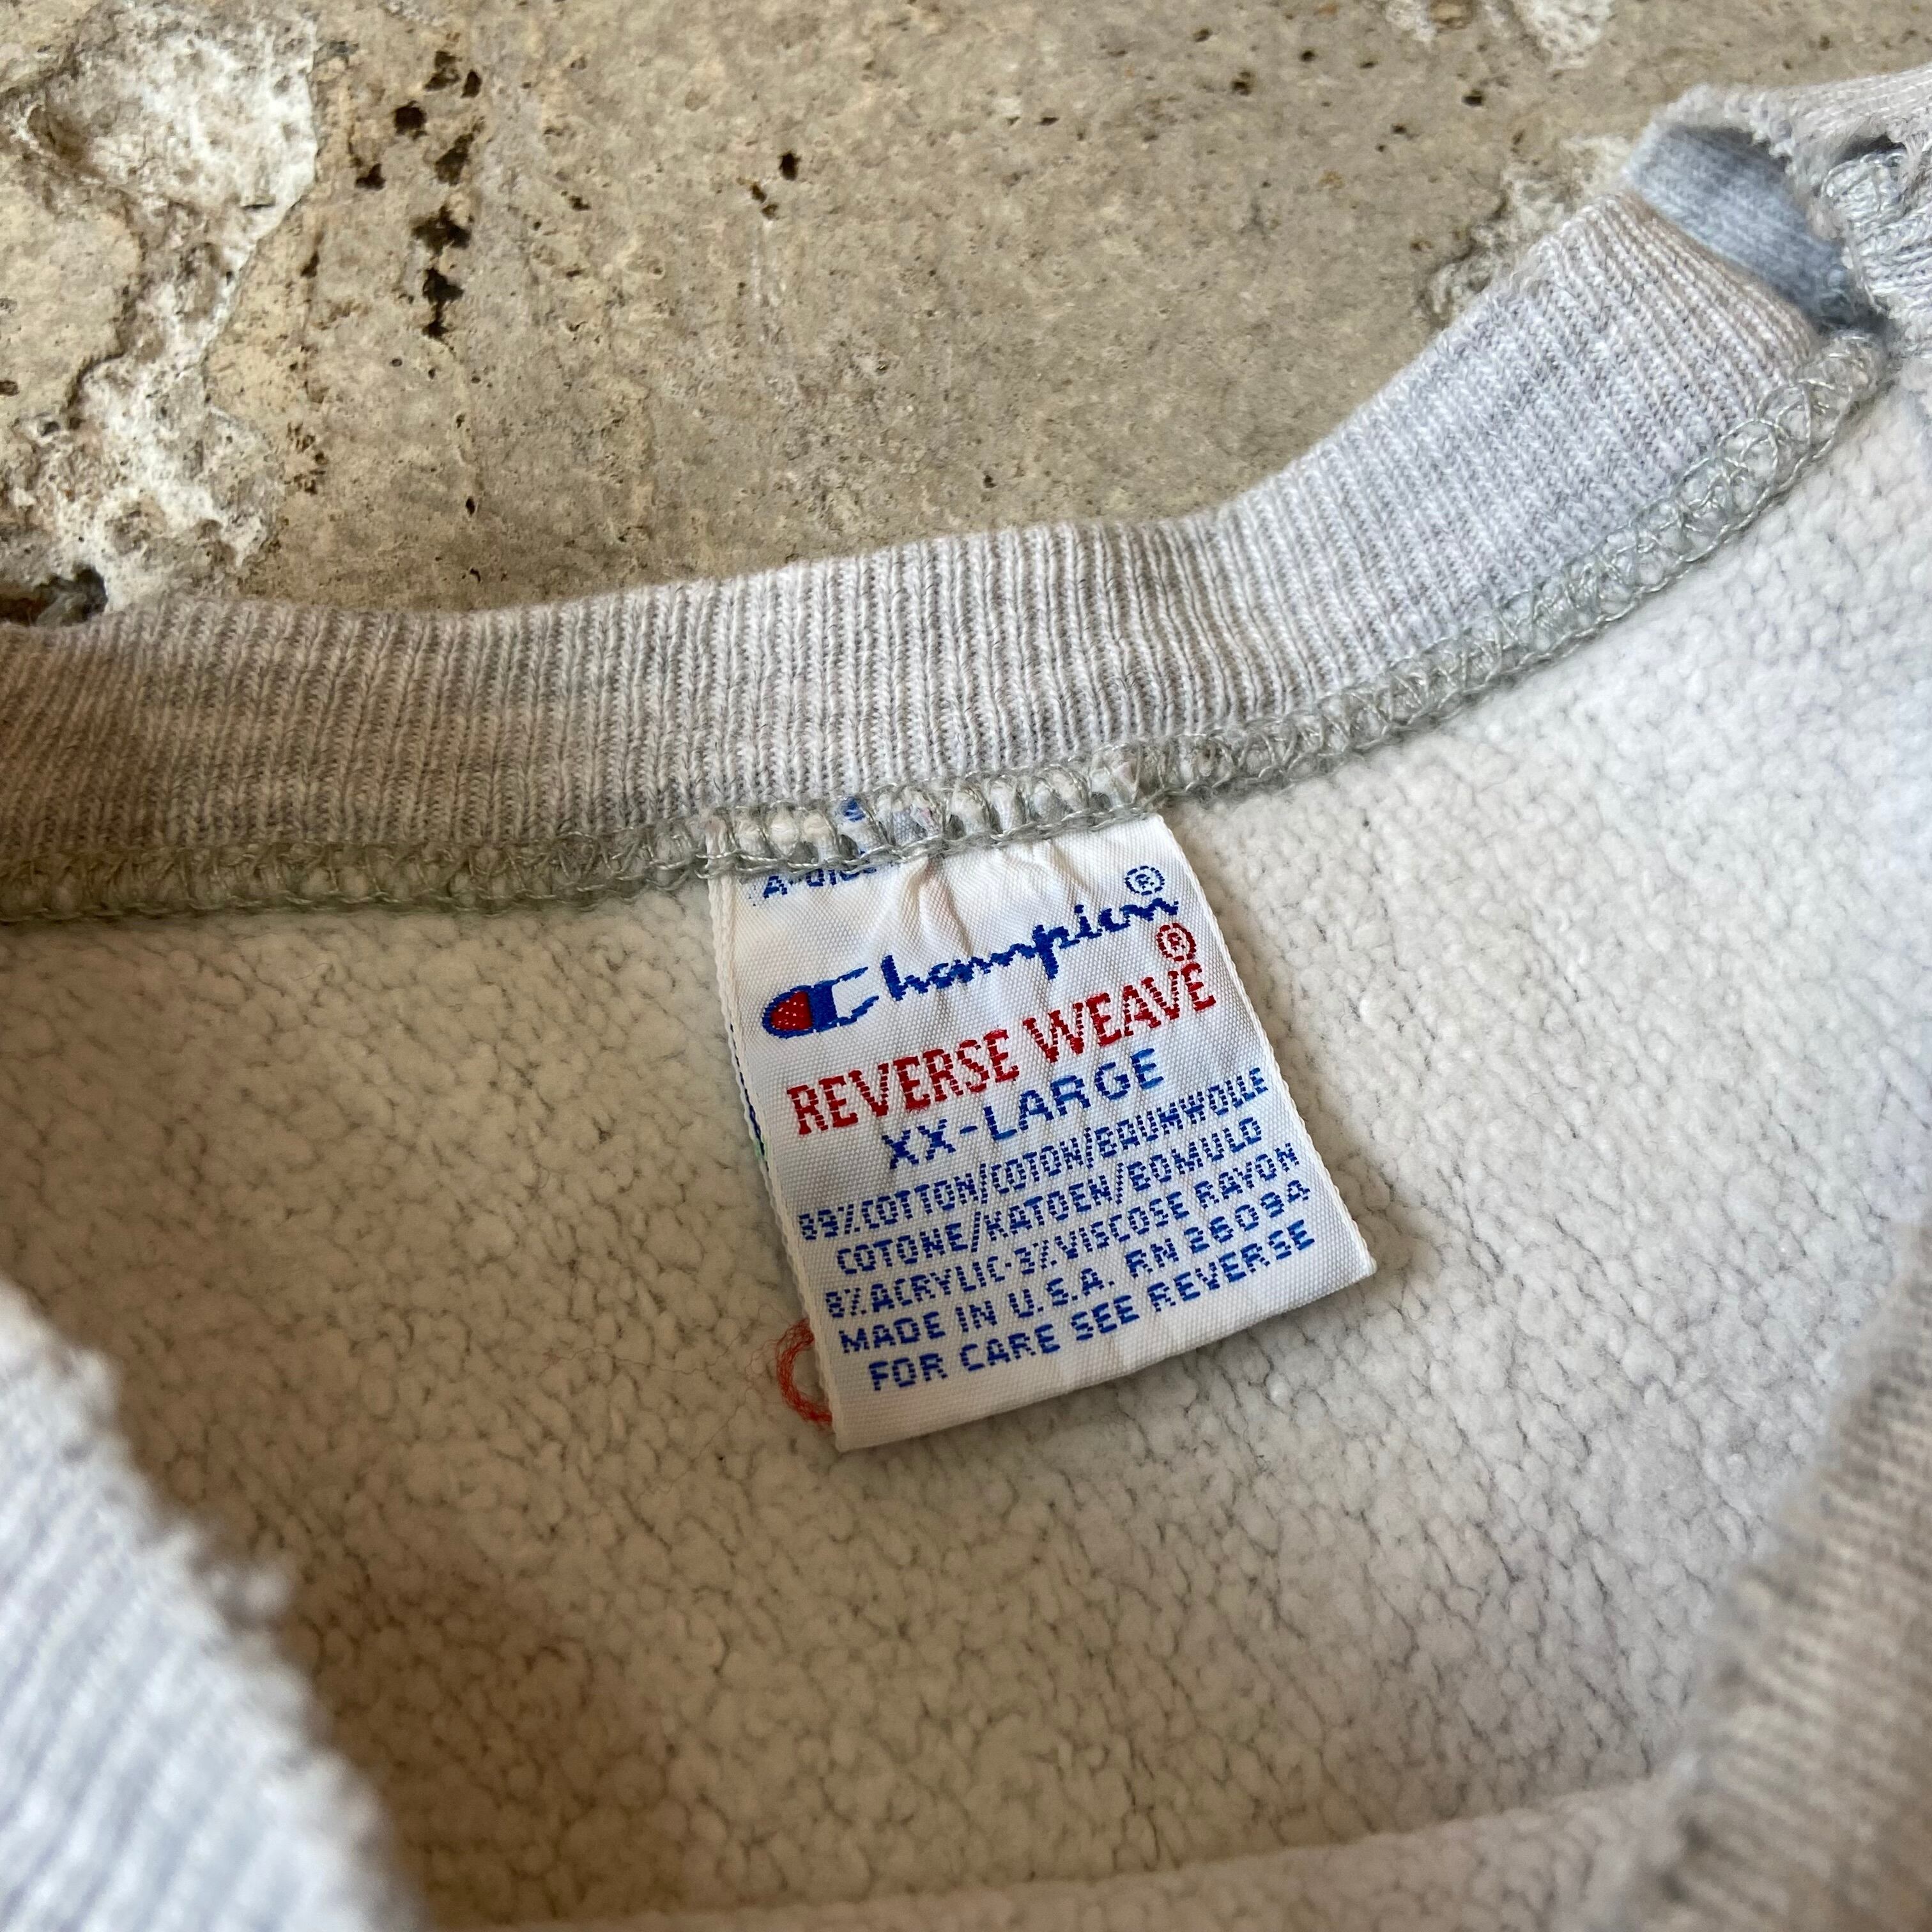 Champion®
REVERSE WEAVE®
XX-LARGE
89%COTTON/COTON/BAUMWOLLE
COTONE/KATOEN/BOMULD
8%ACRYLIC-3%VISCOSE RAYON
MADE IN U.S.A. RN 26094
FOR CARE SEE REVERSE